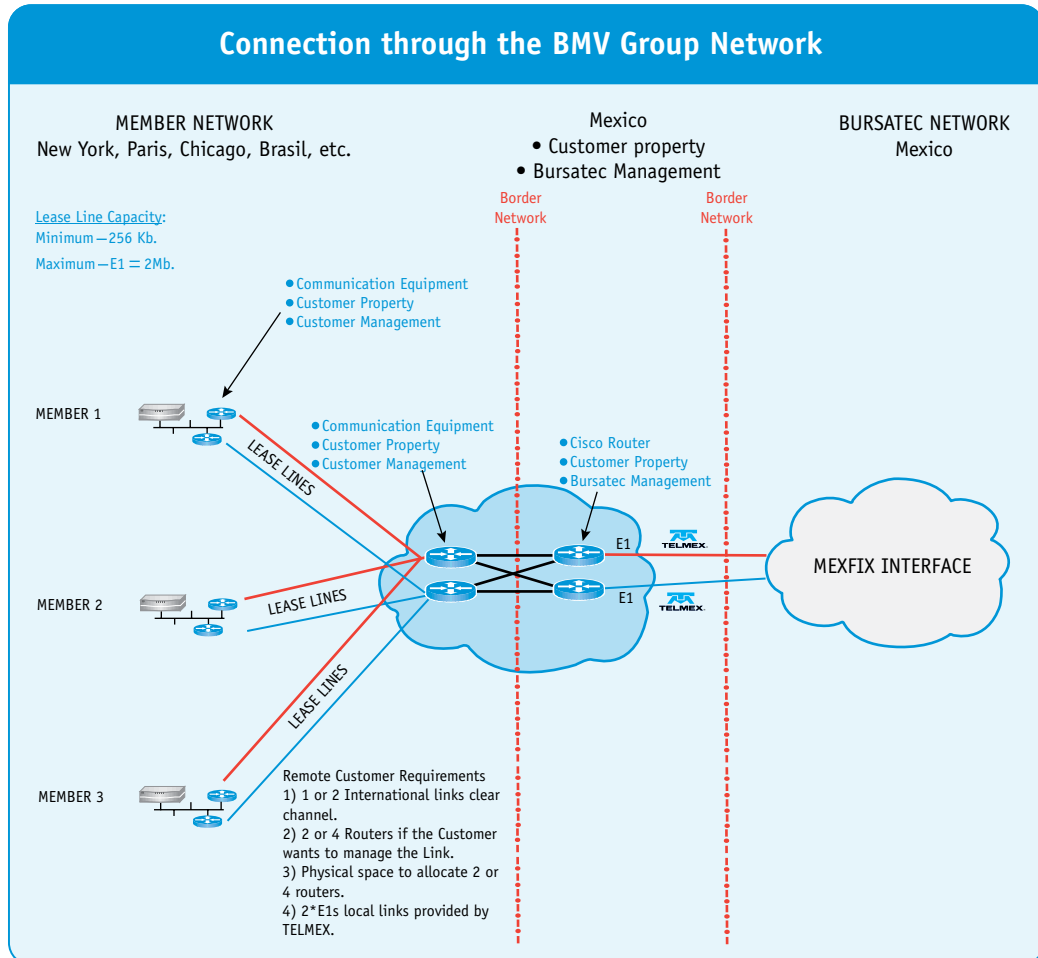 Connection through the BMV Group Network
MEMBER NETWORK
New York, Paris, Chicago, Brasil, etc.
Mexico
• Customer property
• Bursatec Management
BURSATEC NETWORK
Mexico
Border
Network
Border
Network
Lease Line Capacity:
Minimum—256 Kb.
Maximum—E1 = 2Mb.
• Communication Equipment
• Customer Property
• Customer Management
MEMBER 1
LEASE LINES
• Communication Equipment
• Customer Property
• Customer Management
• Cisco Router
• Customer Property
• Bursatec Management
E1
TELMEX
MEXFIX INTERFACE
MEMBER 2
LEASE LINES
E1
TELMEX
LEASE LINES
MEMBER 3
Remote Customer Requirements
1) 1 or 2 International links clear
channel.
2) 2 or 4 Routers if the Customer
wants to manage the Link.
3) Physical space to allocate 2 or
4 routers.
4) 2*E1s local links provided by
TELMEX.